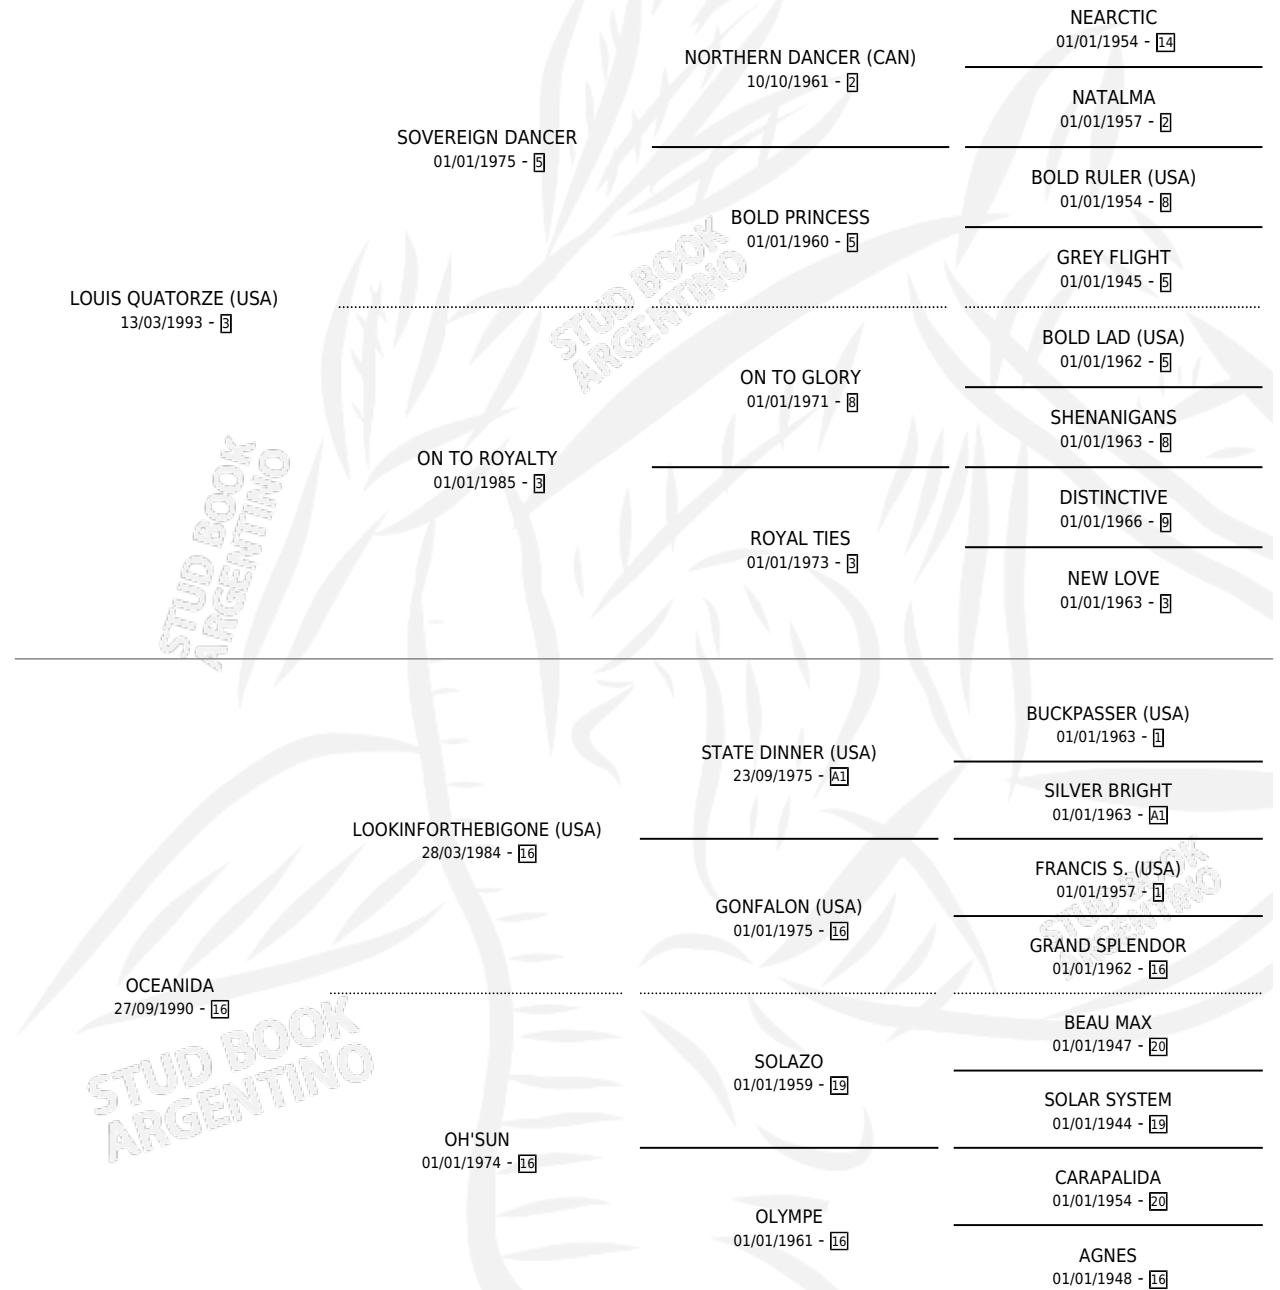 NEARCTIC
01/01/1954 - 14
NORTHERN DANCER (CAN)
10/10/1961 - 2
NATALMA
01/01/1957 - 2
SOVEREIGN DANCER
01/01/1975 - 5
BOLD RULER (USA)
01/01/1954 - 8
BOLD PRINCESS
01/01/1960 - 5
GREY FLIGHT
01/01/1945 - 5
LOUIS QUATORZE (USA)
13/03/1993 - 3
STUD BOOK
ARGENTINO
BOLD LAD (USA)
01/01/1962 - 5
ON TO GLORY
01/01/1971 - 8
SHENANIGANS
01/01/1963 - 8
ON TO ROYALTY
01/01/1985 - 3
DISTINCTIVE
01/01/1966 - 9
ROYAL TIES
01/01/1973 - 3
NEW LOVE
01/01/1963 - 3
STUD BOOK
ARGENTINO
BUCKPASSER (USA)
01/01/1963 - 1
STATE DINNER (USA)
23/09/1975 - A1
SILVER BRIGHT
01/01/1963 - A1
LOOKINFORTHEBIGONE (USA)
28/03/1984 - 16
FRANCIS S. (USA)
01/01/1957 - 1
GONFALON (USA)
01/01/1975 - 16
STUD BOOK
ARGENTINO
GRAND SPLENDOR
01/01/1962 - 16
OCEANIDA
27/09/1990 - 16
STUD BOOK
ARGENTINO
BEAU MAX
01/01/1947 - 20
SOLAZO
01/01/1959 - 19
SOLAR SYSTEM
01/01/1944 - 19
OH'SUN
01/01/1974 - 16
CARAPALIDA
01/01/1954 - 20
OLYMPE
01/01/1961 - 16
AGNES
01/01/1948 - 16